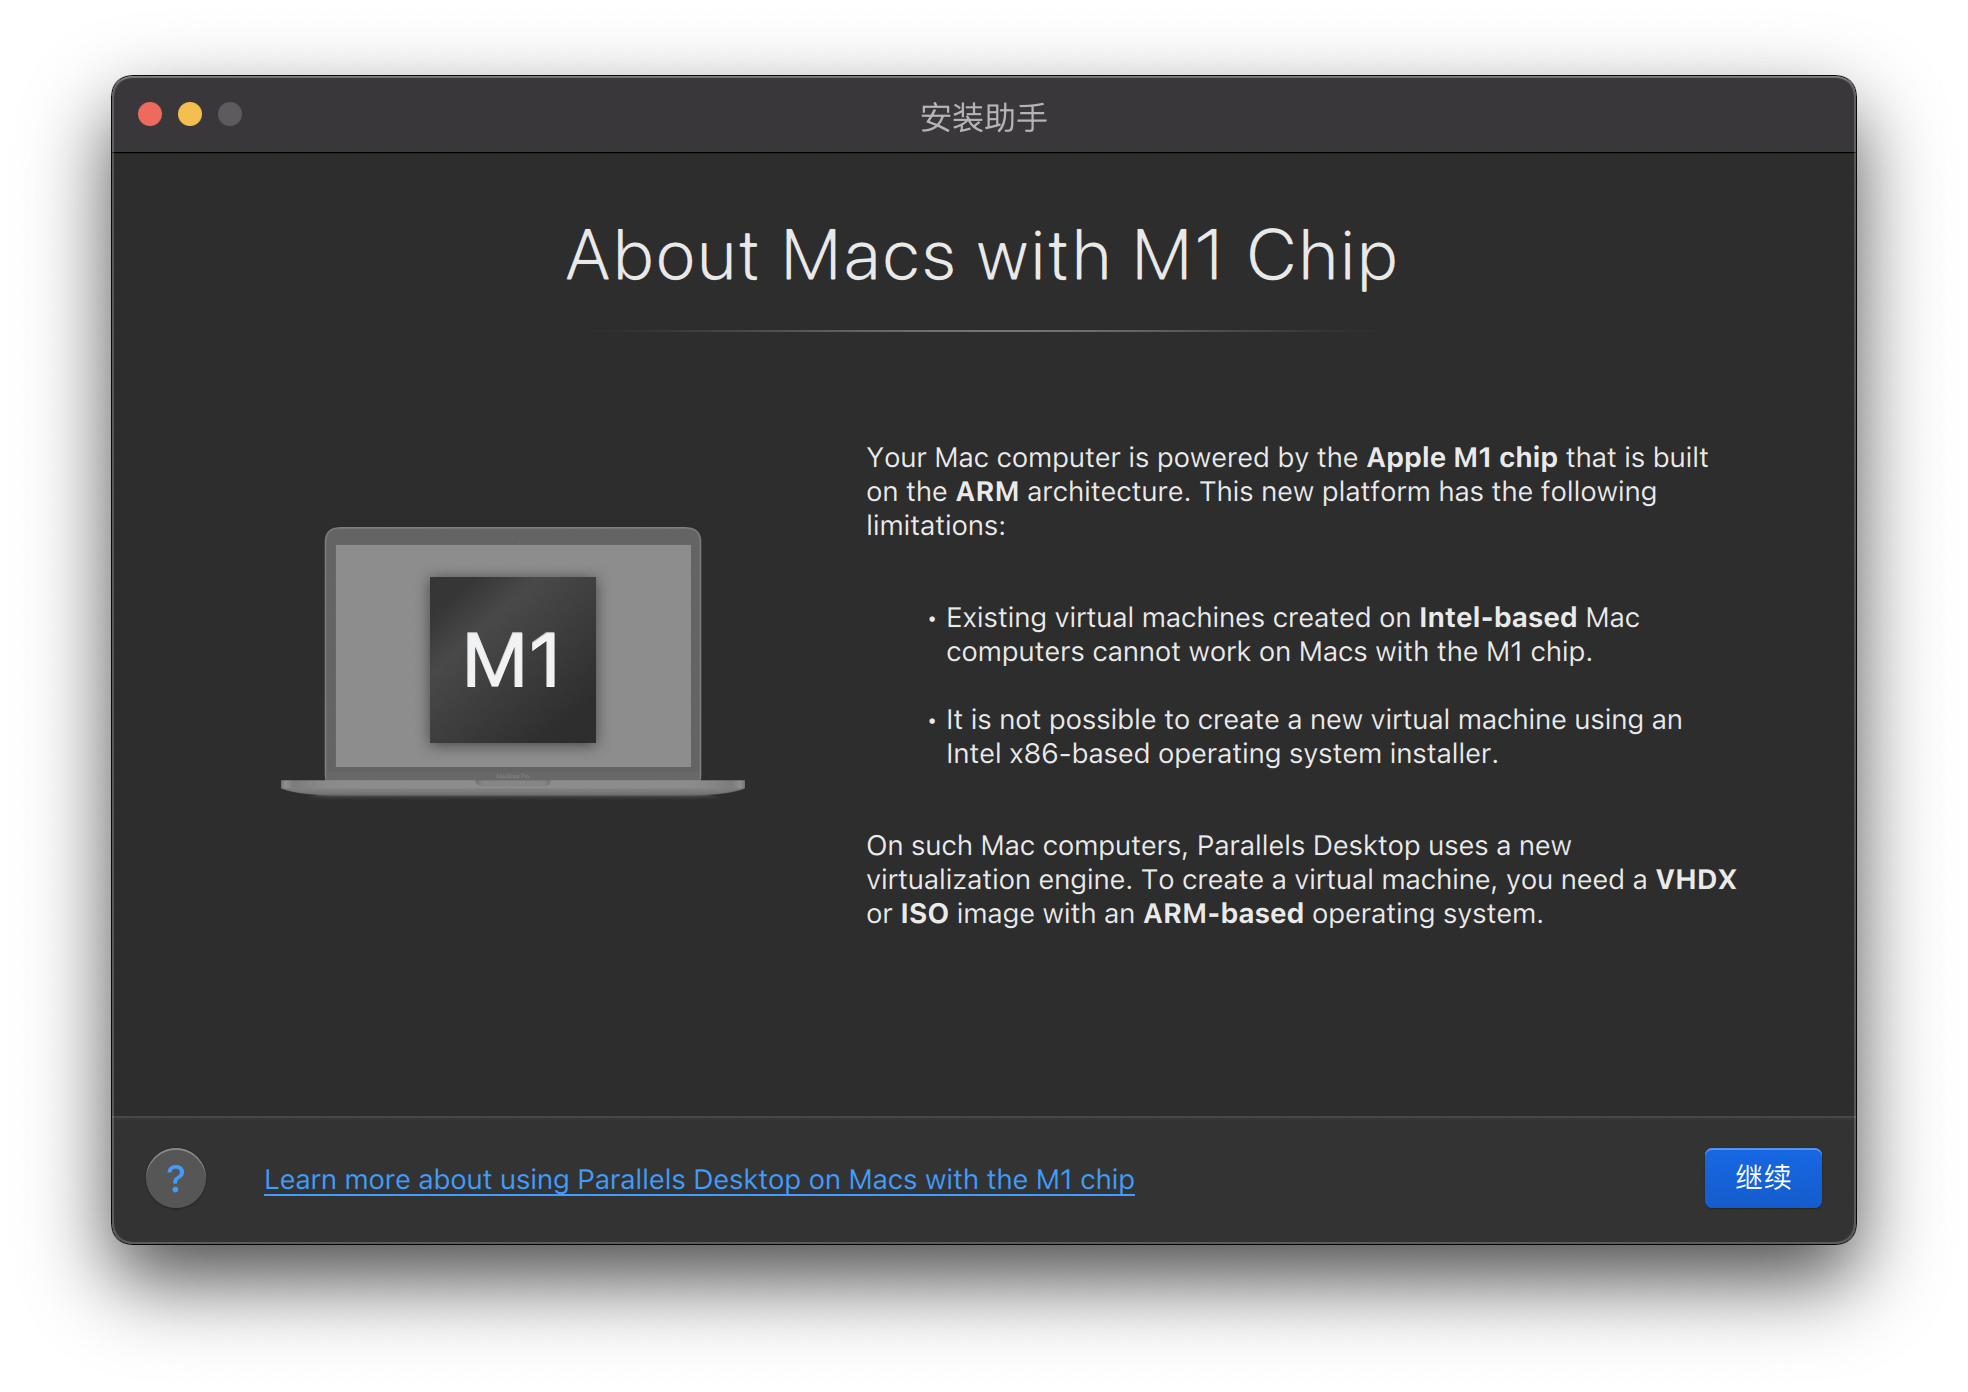 安装助手
About Macs with M1 Chip
Your Mac computer is powered by the Apple M1 chip that is built
on the ARM architecture. This new platform has the following
limitations:
• Existing virtual machines created on Intel-based Mac
computers cannot work on Macs with the M1 chip.
• It is not possible to create a new virtual machine using an
Intel x86-based operating system installer.
M1
MacBook Pro
On such Mac computers, Parallels Desktop uses a new
virtualization engine. To create a virtual machine, you need a VHDX
or ISO image with an ARM-based operating system.
?
Learn more about using Parallels Desktop on Macs with the M1 chip
继续